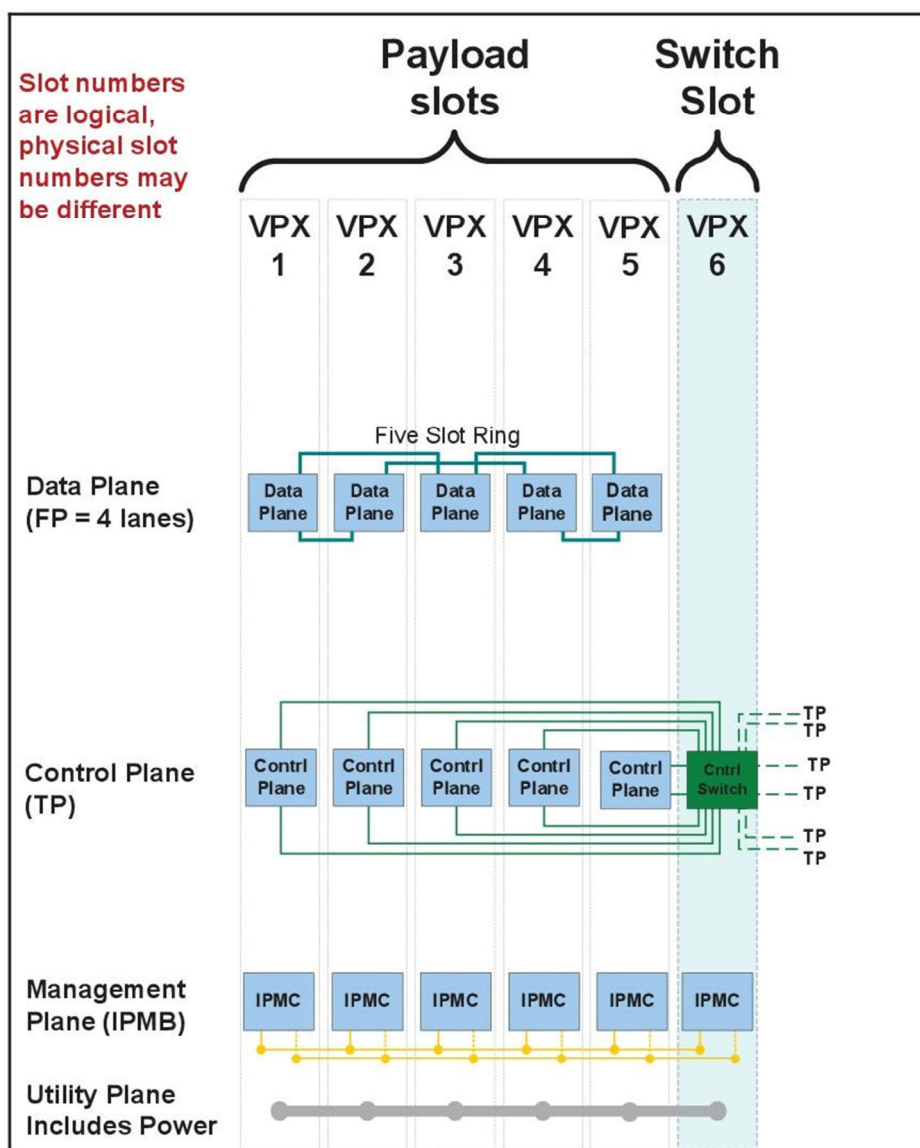 Payload
slots
Switch
Slot
Slot numbers
are logical,
physical slot
numbers may
be different
VPX
1
VPX
2
VPX
3
VPX
4
VPX
5
VPX
6
Five Slot Ring
Data Plane
(FP = 4 lanes)
Data
Plane
Data
Plane
Data
Plane
Data
Plane
Data
Plane
Control Plane
(TP)
Contrl
Plane
Contrl
Plane
Contrl
Plane
Contrl
Plane
Contrl
Plane
Cntrl
Switch
TP
TP
TP
TP
TP
TP
Management
Plane (IPMB)
IPMC
IPMC
IPMC
IPMC
IPMC
IPMC
Utility Plane
Includes Power